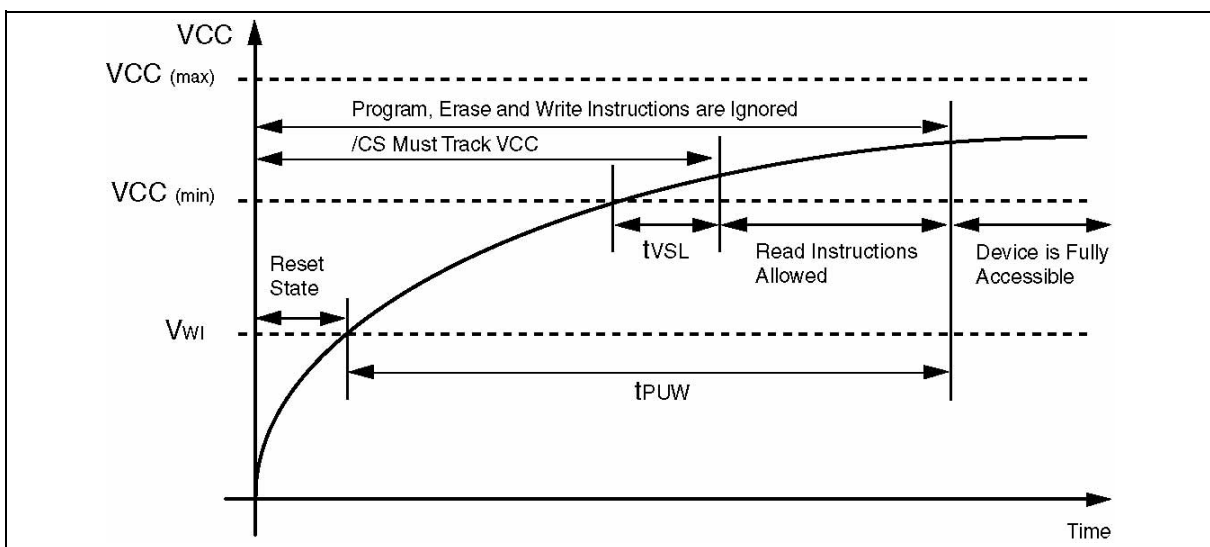 VCC
VCC (max)
Program, Erase and Write Instructions are Ignored
/CS Must Track VCC
VCC (min)
tVSL
Read Instructions
Allowed
Device is Fully
Accessible
Reset
State
VWI
tPUW
Time